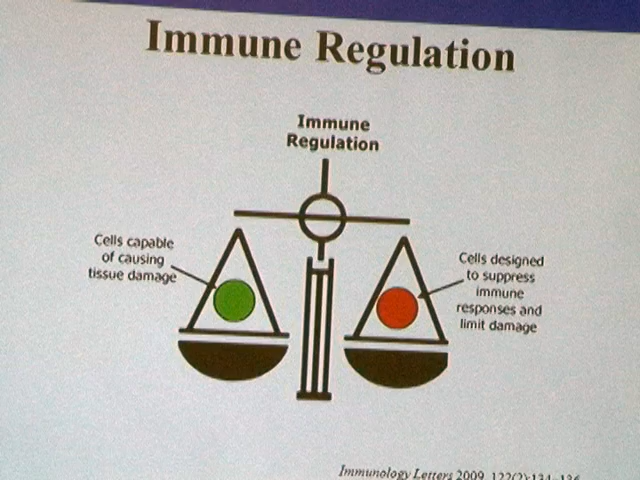 Immune Regulation
Immune
Regulation
Cells capable
of causing
tissue damage
Cells designed
to suppress
immune
responses and
limit damage
Immunology Letters 2009